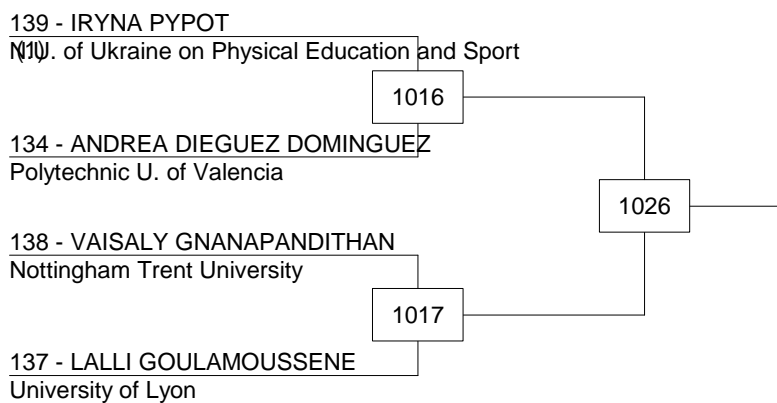 139 - IRYNA PYPOT
(1)
N.U. of Ukraine on Physical Education and Sport
1016
134 - ANDREA DIEGUEZ DOMINGUEZ
Polytechnic U. of Valencia
1026
138 - VAISALY GNANAPANDITHAN
Nottingham Trent University
1017
137 - LALLI GOULAMOUSSENE
University of Lyon